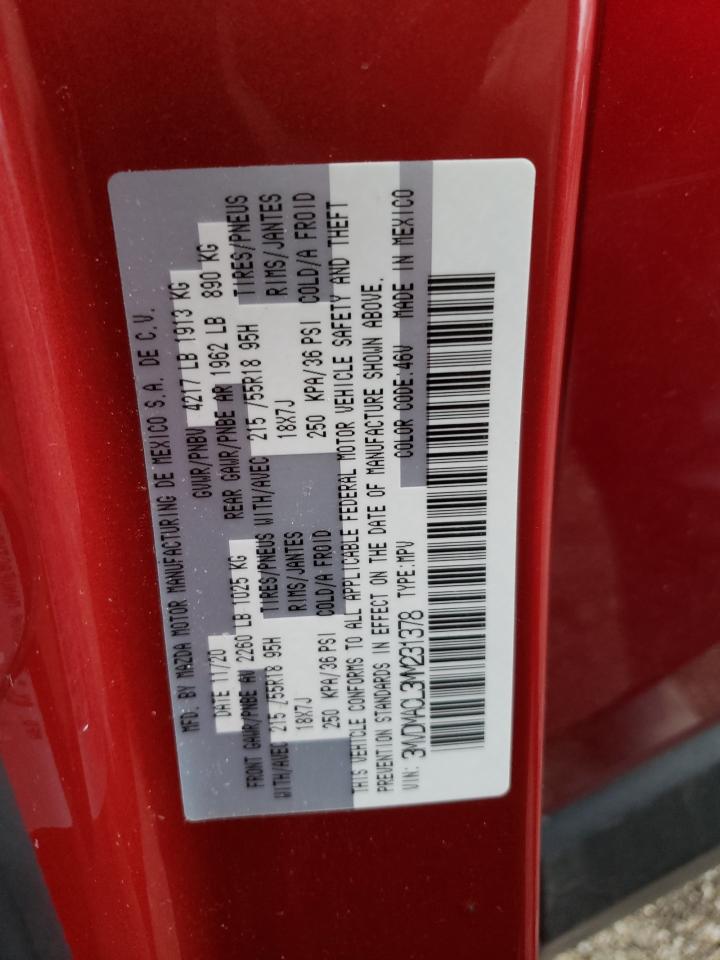 MFD. BY MAZDA MOTOR MANUFACTURING DE MEXICO S.A. DE C.V.
DATE 11/20 GVWR/PNBV 4217 LB 1913 KG
FRONT GAWR/PNBE AV 2260 LB 1025 KG REAR GAWR/PNBE AR 1962 LB 890 KG
WITH/AVEC 215 /55R18 95H TIRES/PNEUS WITH/AVEC 215 /55R18 95H TIRES/PNEUS
18X7J RIMS/JANTES 18X7J RIMS/JANTES
250 KPA/36 PSI COLD/A FROID 250 KPA/36 PSI COLD/A FROID
THIS VEHICLE CONFORMS TO ALL APPLICABLE FEDERAL MOTOR VEHICLE SAFETY AND THEFT
PREVENTION STANDARDS IN EFFECT ON THE DATE OF MANUFACTURE SHOWN ABOVE.
VIN: 3MVDMACL3MM231378 TYPE:MPV COLOR CODE:46V MADE IN MEXICO